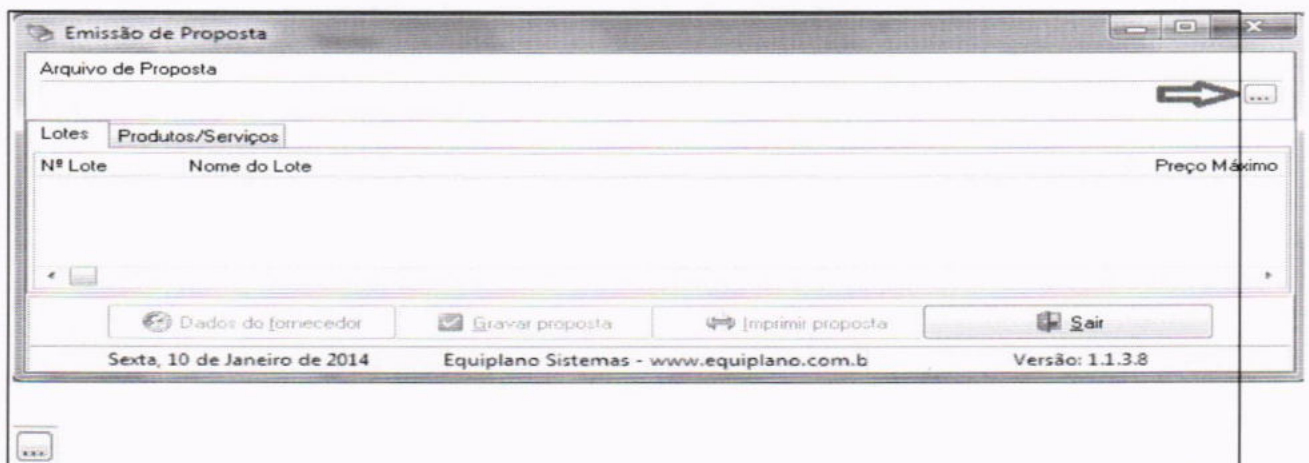 Emissão de Proposta
Arquivo de Proposta
...
Lotes Produtos/Serviços
Nº Lote Nome do Lote Preço Máximo
Dados do fornecedor Gravar proposta Imprimir proposta Sair
Sexta, 10 de Janeiro de 2014 Equiplano Sistemas - www.equiplano.com.b Versão: 1.1.3.8
...